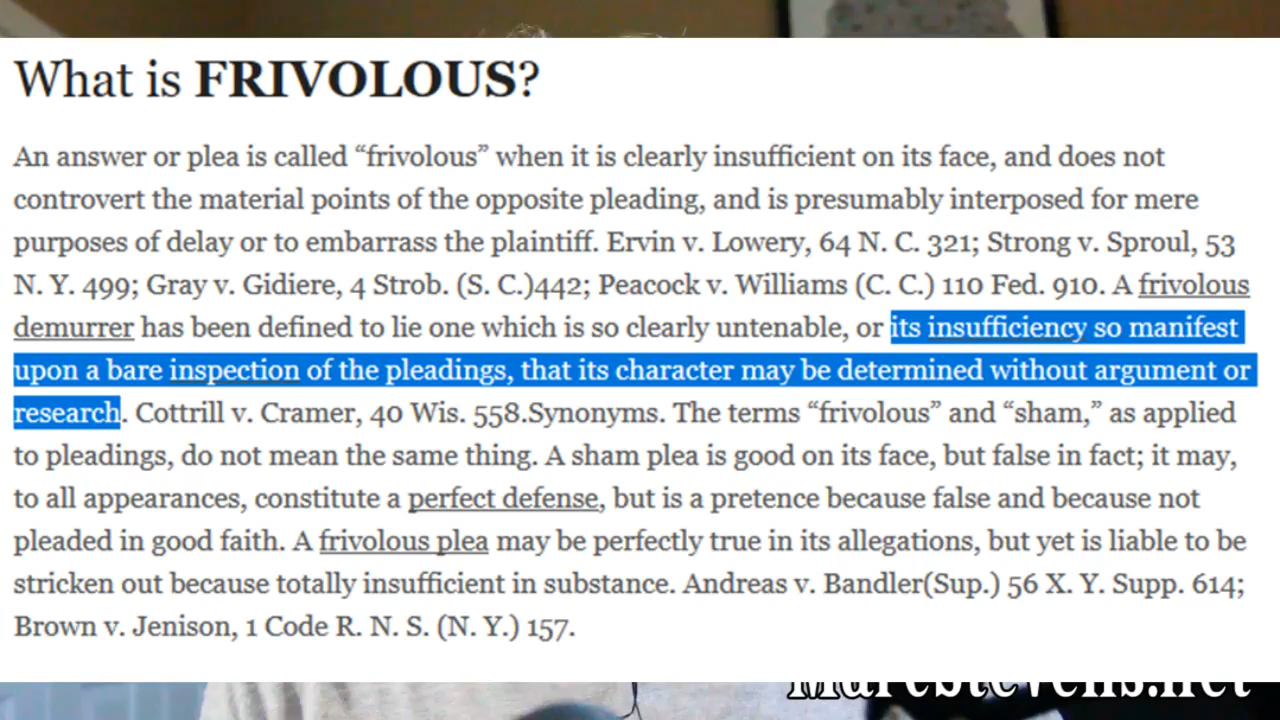 What is FRIVOLOUS?
An answer or plea is called “frivolous” when it is clearly insufficient on its face, and does not
controvert the material points of the opposite pleading, and is presumably interposed for mere
purposes of delay or to embarrass the plaintiff. Ervin v. Lowery, 64 N. C. 321; Strong v. Sproul, 53
N. Y. 499; Gray v. Gidiere, 4 Strob. (S. C.)442; Peacock v. Williams (C. C.) 110 Fed. 910. A frivolous
demurrer has been defined to lie one which is so clearly untenable, or its insufficiency so manifest
upon a bare inspection of the pleadings, that its character may be determined without argument or
research. Cottrill v. Cramer, 40 Wis. 558.Synonyms. The terms “frivolous” and “sham,” as applied
to pleadings, do not mean the same thing. A sham plea is good on its face, but false in fact; it may,
to all appearances, constitute a perfect defense, but is a pretence because false and because not
pleaded in good faith. A frivolous plea may be perfectly true in its allegations, but yet is liable to be
stricken out because totally insufficient in substance. Andreas v. Bandler(Sup.) 56 X. Y. Supp. 614;
Brown v. Jenison, 1 Code R. N. S. (N. Y.) 157.
MarcStevens.net